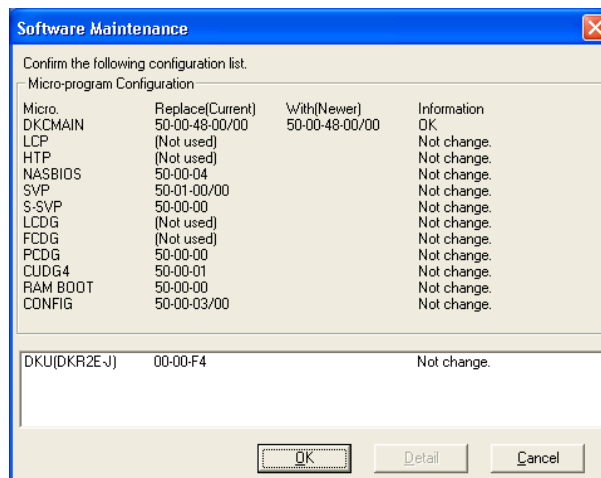 Software Maintenance
Confirm the following configuration list.
Micro-program Configuration
Micro. Replace(Current) With(Newer) Information
DKCMAIN 50-00-48-00/00 50-00-48-00/00 OK
LCP (Not used) Not change.
HTP (Not used) Not change.
NASBIOS 50-00-04 Not change.
SVP 50-01-00/00 Not change.
S-SVP 50-00-00 Not change.
LCDG (Not used) Not change.
FCDG (Not used) Not change.
PCDG 50-00-00 Not change.
CUDG4 50-00-01 Not change.
RAM BOOT 50-00-00 Not change.
CONFIG 50-00-03/00 Not change.
DKU(DKR2E-J) 00-00-F4 Not change.
OK Detail Cancel